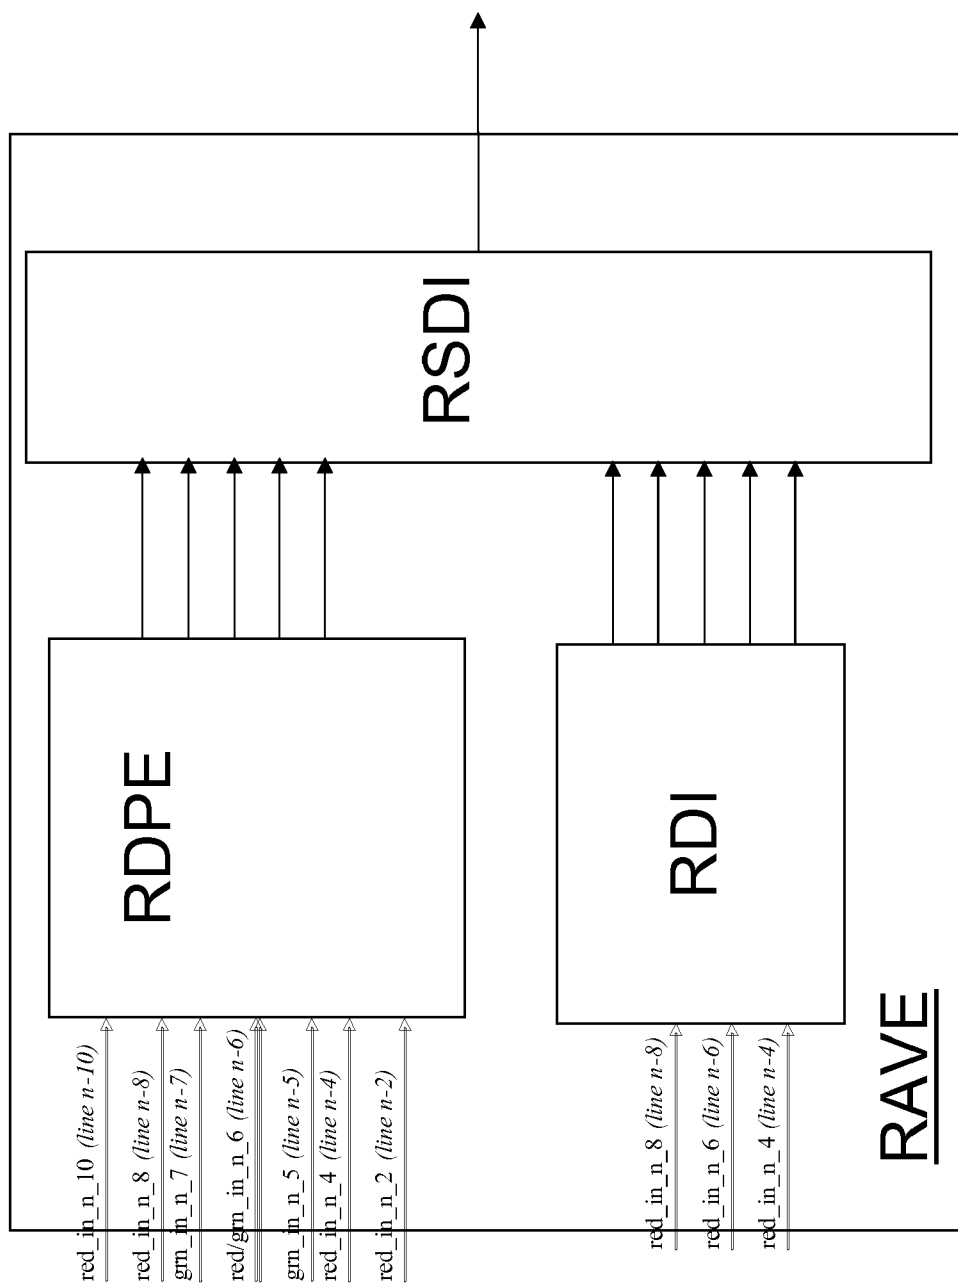 RSDI
RDPE
RDI
red_in_n_10 (line n-10)
red_in_n_8 (line n-8)
grn_in_n_7 (line n-7)
red/grn_in_n_6 (line n-6)
grn_in_n_5 (line n-5)
red_in_n_4 (line n-4)
red_in_n_2 (line n-2)
red_in_n_8 (line n-8)
red_in_n_6 (line n-6)
red_in_n_4 (line n-4)
RAVE